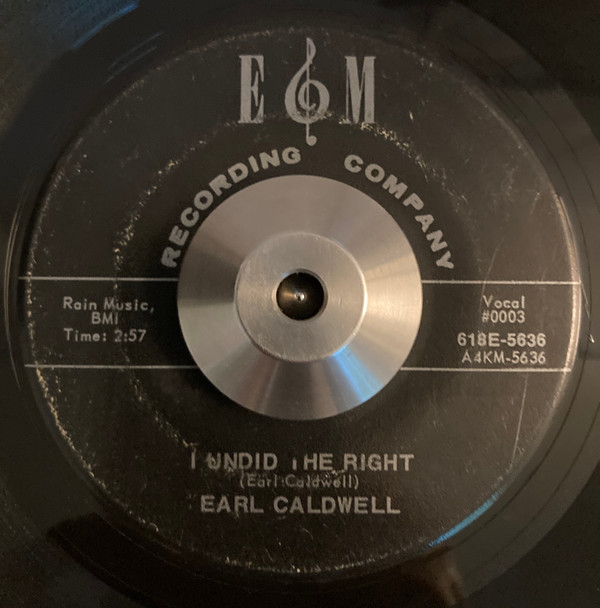 E M
RECORDING COMPANY
Rain Music,
BMI
Time: 2:57
Vocal
#0003
618E-5636
A4KM-5636
I UNDID THE RIGHT
(Earl Caldwell)
EARL CALDWELL